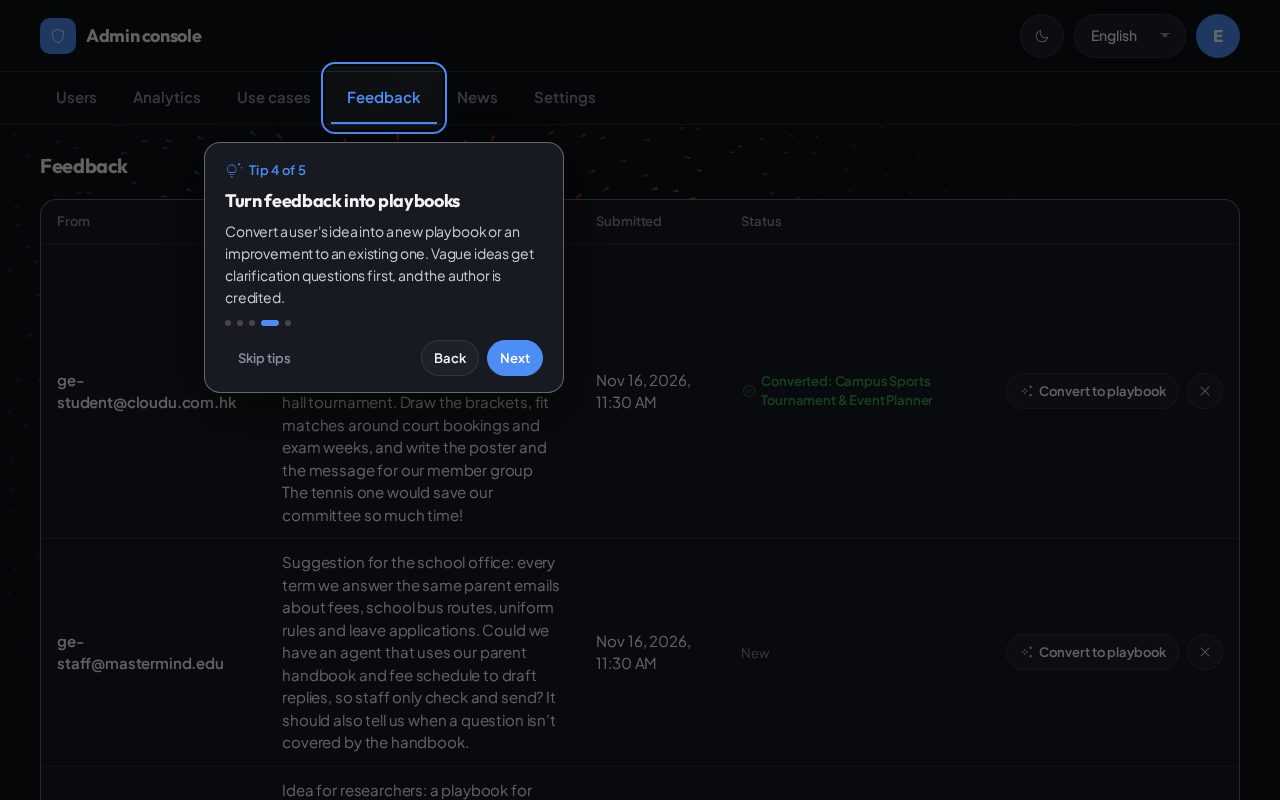 Admin console
English
E
Users
Analytics
Use cases
Feedback
News
Settings
Feedback
Tip 4 of 5
Turn feedback into playbooks
Convert a user's idea into a new playbook or an
improvement to an existing one. Vague ideas get
clarification questions first, and the author is
credited.
Skip tips
Back
Next
From
Submitted
Status
ge-
student@cloudu.com.hk
hall tournament. Draw the brackets, fit
matches around court bookings and
exam weeks, and write the poster and
the message for our member group
The tennis one would save our
committee so much time!
Nov 16, 2026,
11:30 AM
Converted: Campus Sports
Tournament & Event Planner
Convert to playbook
ge-
staff@mastermind.edu
Suggestion for the school office: every
term we answer the same parent emails
about fees, school bus routes, uniform
rules and leave applications. Could we
have an agent that uses our parent
handbook and fee schedule to draft
replies, so staff only check and send? It
should also tell us when a question isn't
covered by the handbook.
Nov 16, 2026,
11:30 AM
New
Convert to playbook
Idea for researchers: a playbook for